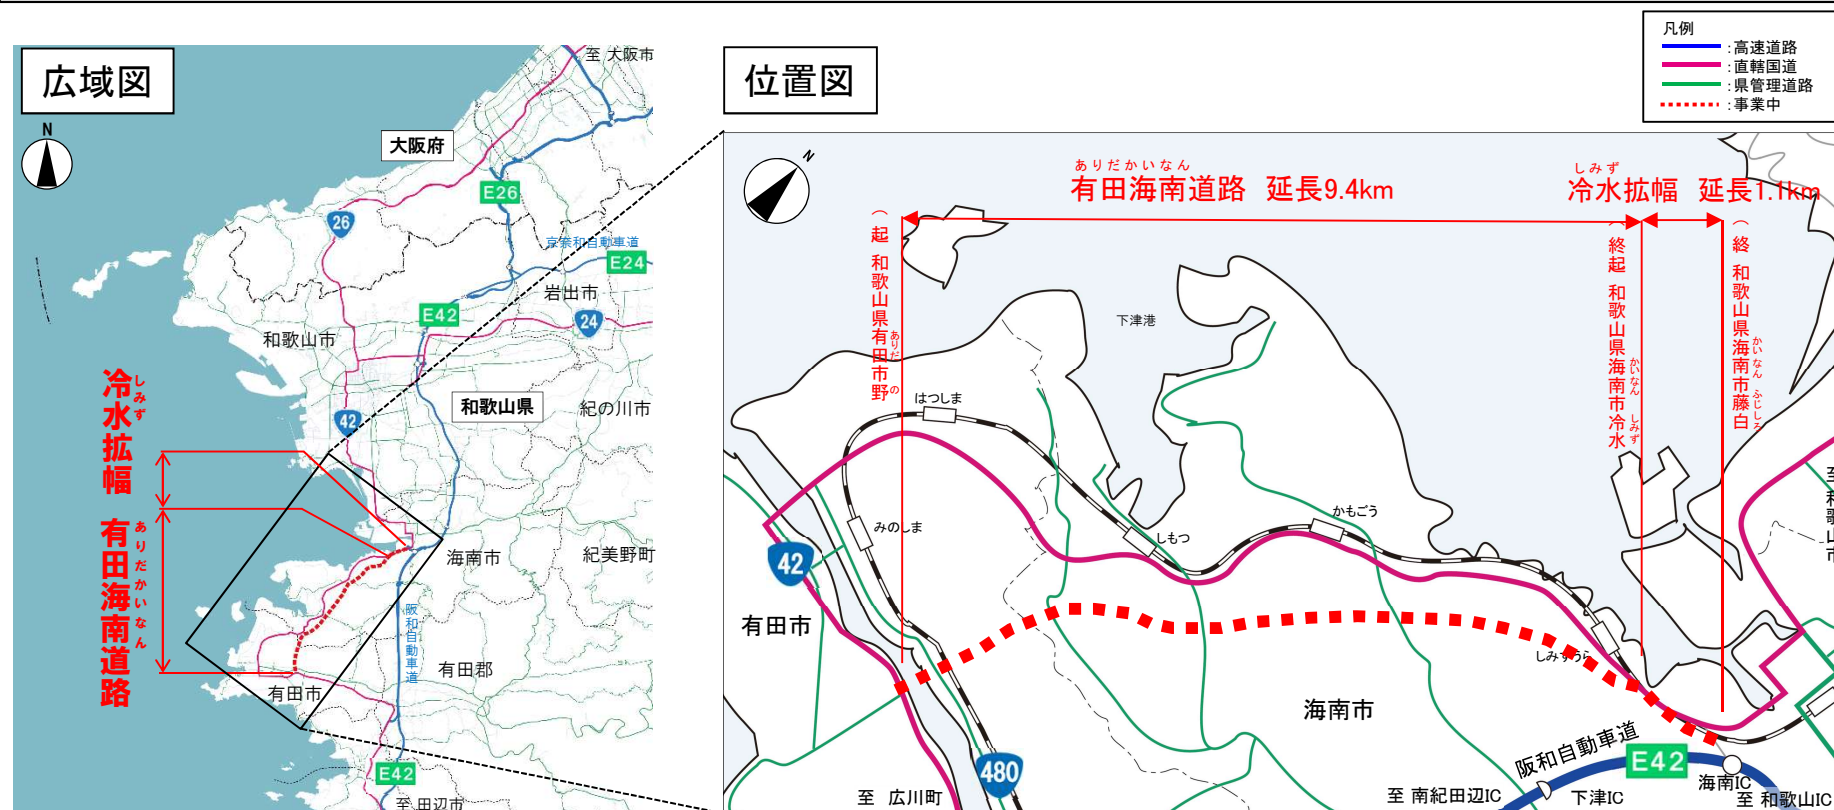 広域図
N
至 大阪市
大阪府
E26
26
京奈和自動車道
E24
岩出市
E42
24
和歌山市
和歌山県
紀の川市
42
しみず
冷水拡幅
ありだかいなん
有田海南道路
海南市
紀美野町
阪和自動車道
有田郡
有田市
E42
至 田辺市
位置図
凡例
:高速道路
:直轄国道
:県管理道路
:事業中
N
ありだかいなん
有田海南道路 延長9.4km
しみず
冷水拡幅 延長1.1km
(起 和歌山県有田市野
ありだ の
(終起 和歌山県海南市冷水
かいなん しみず
(終 和歌山県海南市藤白
かいなん ふじしろ
下津港
はつしま
みのしま
しもつ
かもごう
しみずうら
至 和歌山市
42
有田市
海南市
480
至 広川町
阪和自動車道
E42
海南IC
下津IC
至 南紀田辺IC
至 和歌山IC